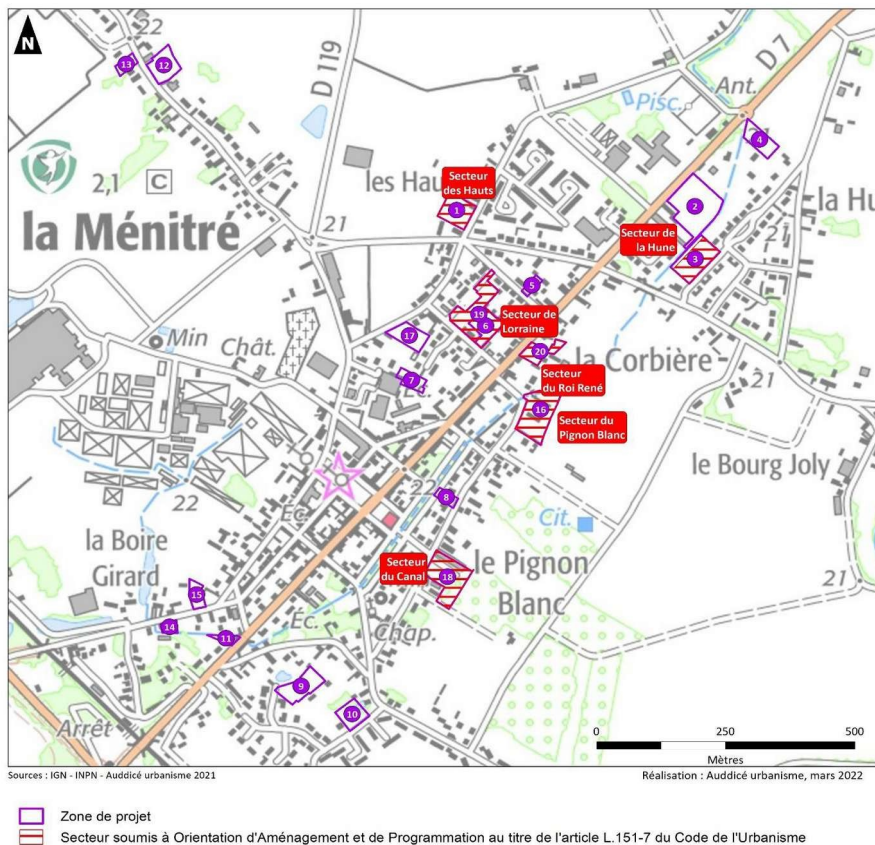 N
22
13
12
D 119
D 7
Pisc.
Ant.
4
les Hau
Secteur
des Hauts
1
2
la Hu
2,1
C
la Ménitré
21
Secteur de
la Hune
3
21
5
19
6
Secteur de
Lorraine
17
Min
Chât.
20
la Corbière
7
Secteur
du Roi René
21
16
Secteur du
Pignon Blanc
le Bourg Joly
22
22
Éc.
8
Cit.
la Boire
Girard
Secteur
du Canal
18
le Pignon
Blanc
21
15
14
11
Éc.
Chap.
9
10
Arrêt
0
250
500
Mètres
Sources : IGN - INPN - Auddicé urbanisme 2021
Réalisation : Auddicé urbanisme, mars 2022
Zone de projet
Secteur soumis à Orientation d'Aménagement et de Programmation au titre de l'article L.151-7 du Code de l'Urbanisme